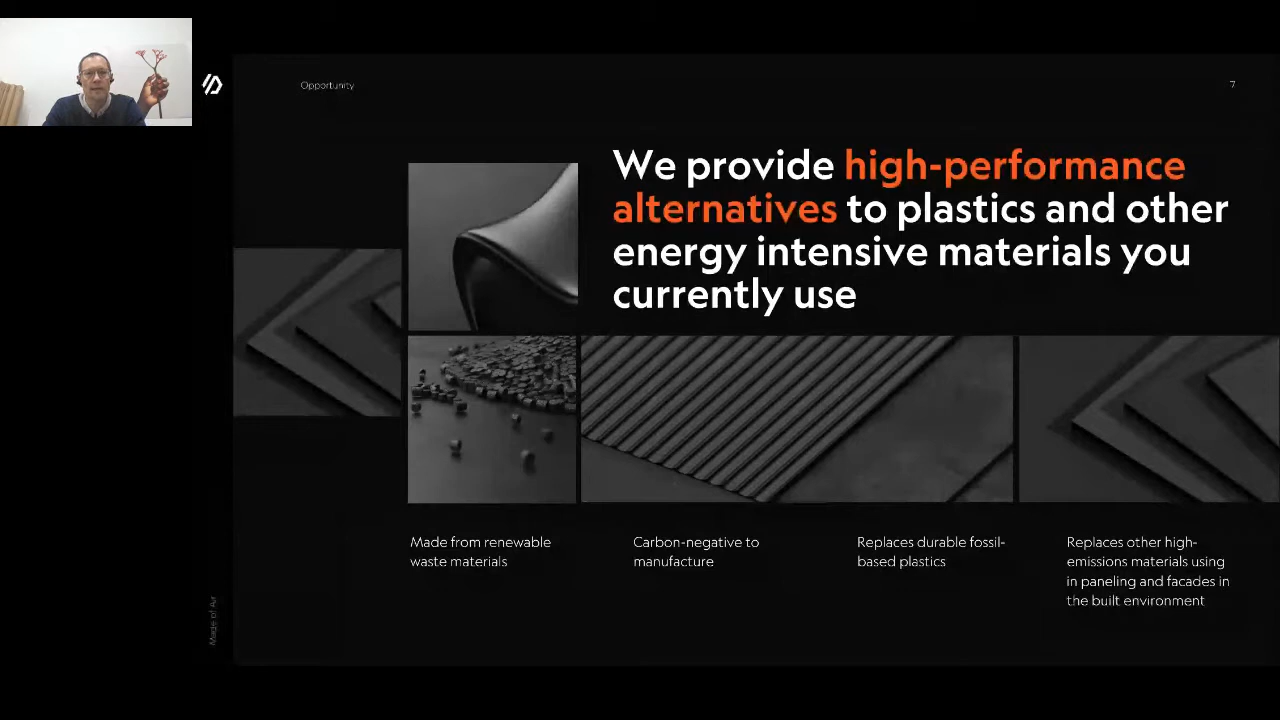 Opportunity
7
We provide high-performance
alternatives to plastics and other
energy intensive materials you
currently use
Made from renewable
waste materials
Carbon-negative to
manufacture
Replaces durable fossil-
based plastics
Replaces other high-
emissions materials using
in paneling and facades in
the built environment
Made of Air